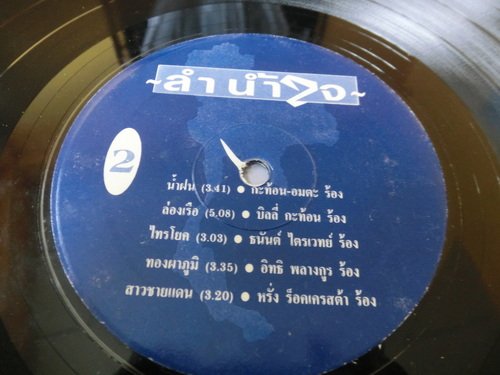 ~ลำนำ2ใจ~
2
น้ำฝน (3.41) ● กะท้อน-อมตะ ร้อง
ล่องเรือ (5.08) ● บิลลี่ กะท้อน ร้อง
ไทรโยค (3.03) ● ธนันต์ ไตรเวทย์ ร้อง
ทองผาภูมิ (3.35) ● อิทธิ พลางกูร ร้อง
สาวชายแดน (3.20) ● หรั่ง ร็อคเครสต้า ร้อง